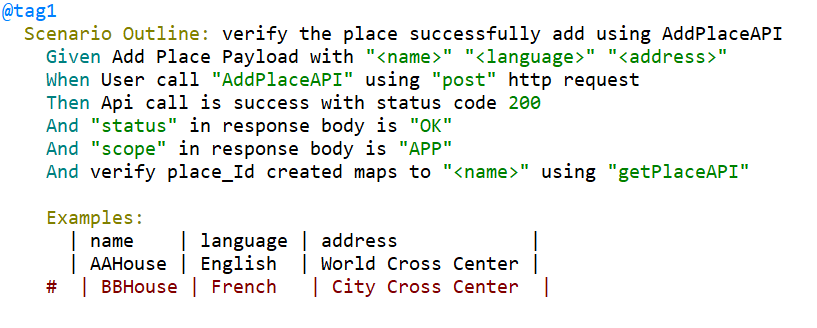 @tag1
Scenario Outline: verify the place successfully add using AddPlaceAPI
Given Add Place Payload with "<name>" "<language>" "<address>"
When User call "AddPlaceAPI" using "post" http request
Then Api call is success with status code 200
And "status" in response body is "OK"
And "scope" in response body is "APP"
And verify place_Id created maps to "<name>" using "getPlaceAPI"
Examples:
| name | language | address |
| AAHouse | English | World Cross Center |
# | BBHouse | French | City Cross Center |